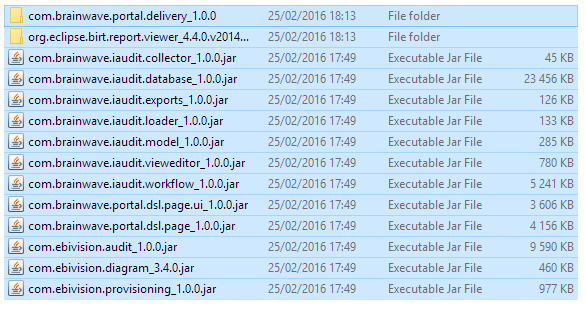 com.brainwave.portal.delivery_1.0.0 25/02/2016 18:13 File folder
org.eclipse.birt.report.viewer_4.4.0.v2014... 25/02/2016 18:13 File folder
com.brainwave.iaudit.collector_1.0.0.jar 25/02/2016 17:49 Executable Jar File 45 KB
com.brainwave.iaudit.database_1.0.0.jar 25/02/2016 17:49 Executable Jar File 23 456 KB
com.brainwave.iaudit.exports_1.0.0.jar 25/02/2016 17:49 Executable Jar File 126 KB
com.brainwave.iaudit.loader_1.0.0.jar 25/02/2016 17:49 Executable Jar File 133 KB
com.brainwave.iaudit.model_1.0.0.jar 25/02/2016 17:49 Executable Jar File 285 KB
com.brainwave.iaudit.vieweditor_1.0.0.jar 25/02/2016 17:49 Executable Jar File 780 KB
com.brainwave.iaudit.workflow_1.0.0.jar 25/02/2016 17:49 Executable Jar File 5 241 KB
com.brainwave.portal.dsl.page.ui_1.0.0.jar 25/02/2016 17:49 Executable Jar File 3 606 KB
com.brainwave.portal.dsl.page_1.0.0.jar 25/02/2016 17:49 Executable Jar File 4 156 KB
com.ebivision.audit_1.0.0.jar 25/02/2016 17:49 Executable Jar File 9 590 KB
com.ebivision.diagram_3.4.0.jar 25/02/2016 17:49 Executable Jar File 460 KB
com.ebivision.provisioning_1.0.0.jar 25/02/2016 17:49 Executable Jar File 977 KB